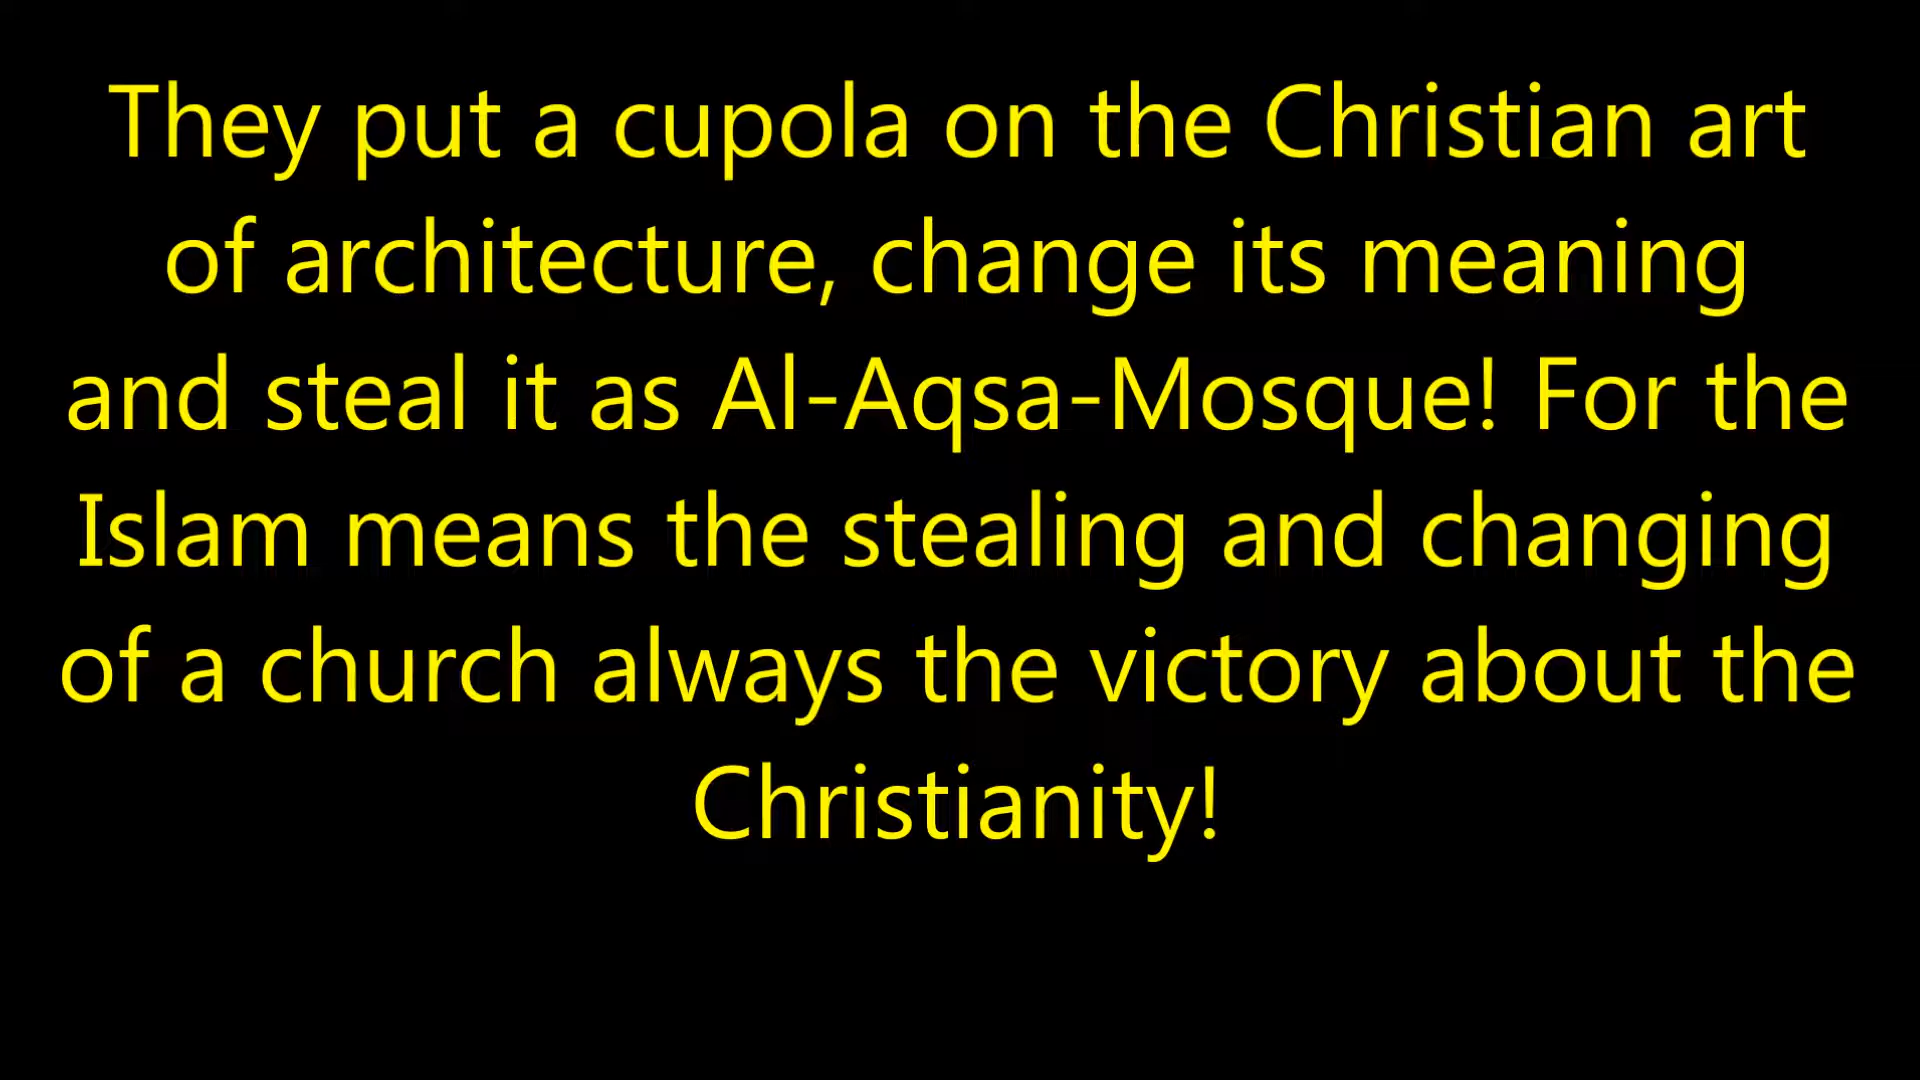 They put a cupola on the Christian art
of architecture, change its meaning
and steal it as Al-Aqsa-Mosque! For the
Islam means the stealing and changing
of a church always the victory about the
Christianity!